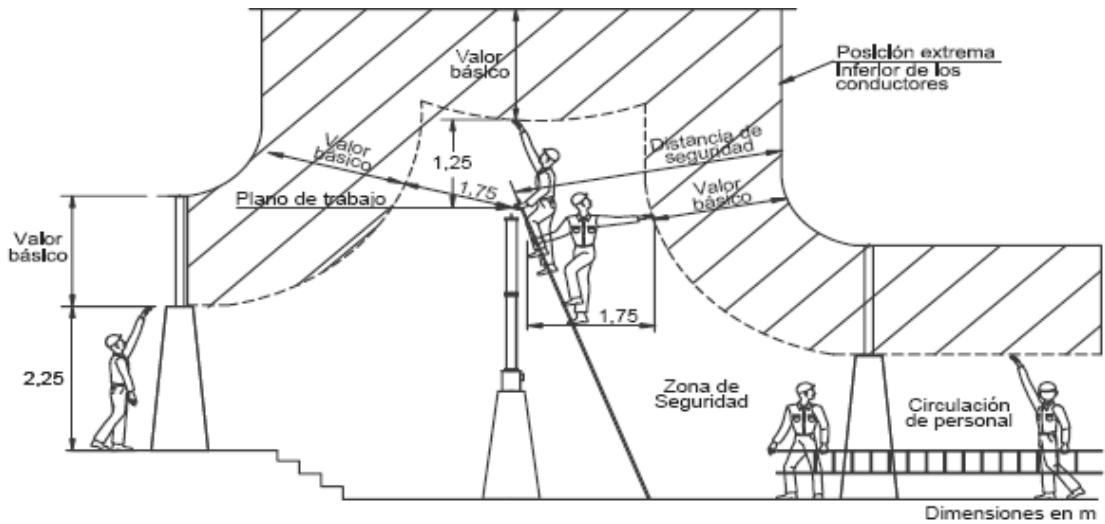 Valor
básico
Posición extrema
Inferior de los
conductores
Valor
básico
1,25
Distancia de
seguridad
1,75
Valor
básico
Plano de trabajo
Valor
básico
1,75
2,25
Zona de
Seguridad
Circulación
de personal
Dimensiones en m